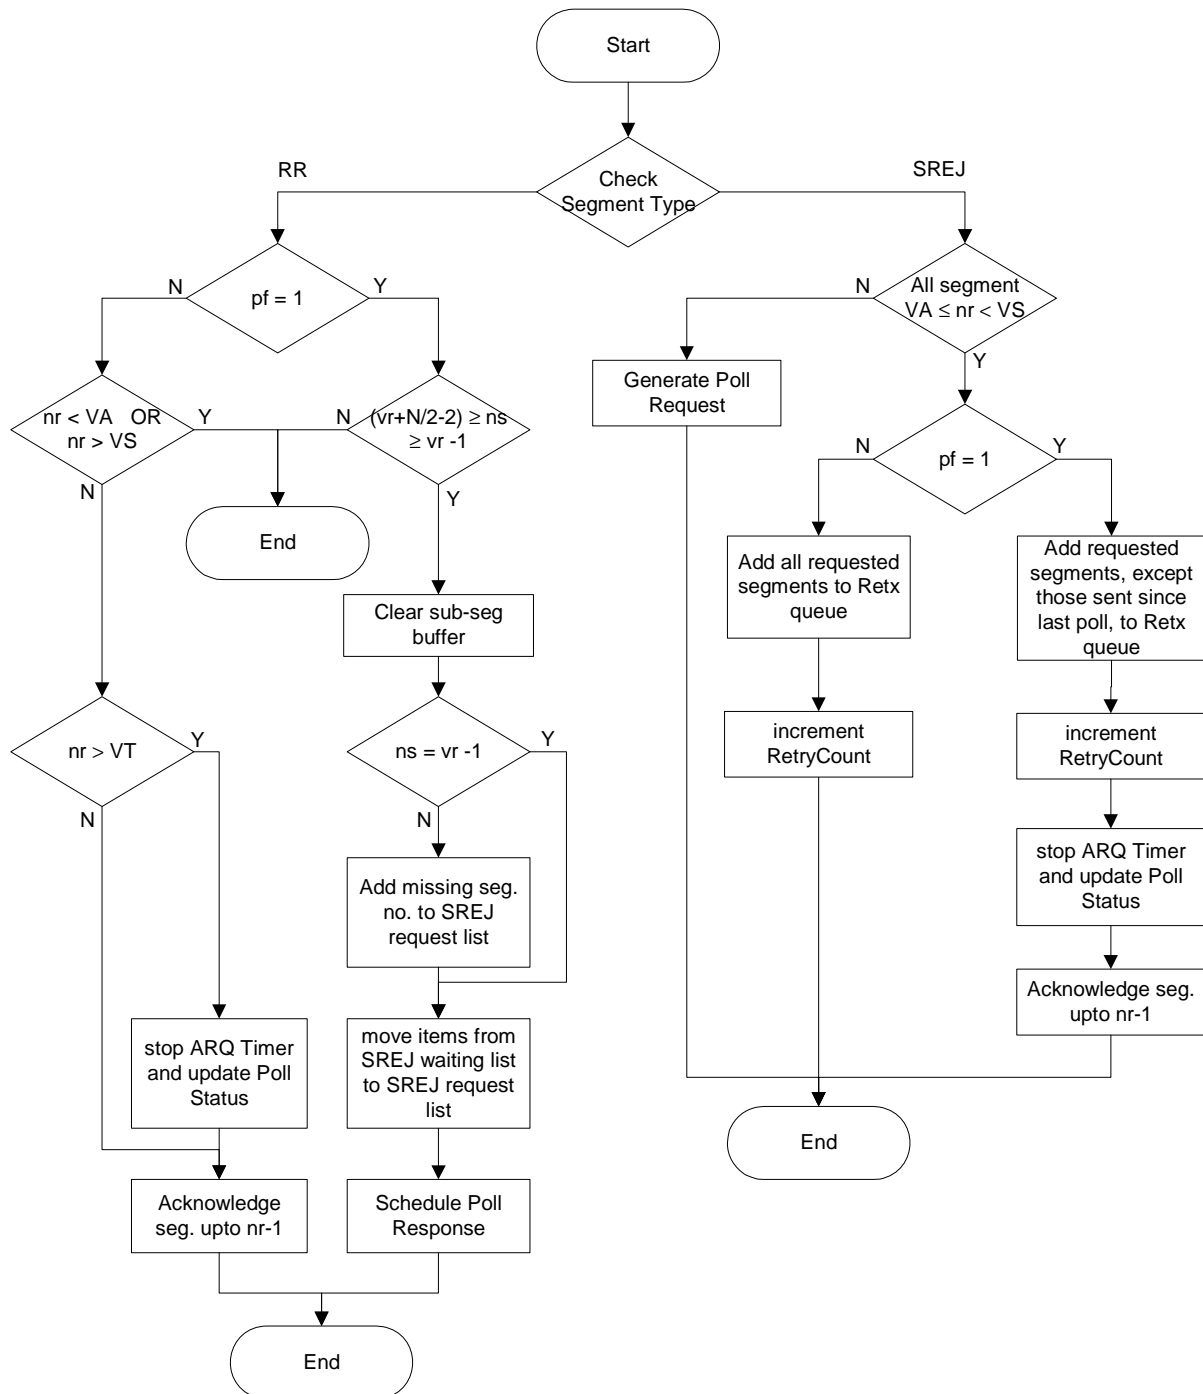 Start
Check
Segment Type
RR
SREJ
pf = 1
N
Y
All segment
VA ≤ nr < VS
N
Y
nr < VA OR
nr > VS
Y
N
(vr+N/2-2) ≥ ns
≥ vr -1
N
Y
End
Generate Poll
Request
pf = 1
N
Y
Clear sub-seg
buffer
Add all requested
segments to Retx
queue
Add requested
segments, except
those sent since
last poll, to Retx
queue
nr > VT
Y
N
ns = vr -1
Y
N
increment
RetryCount
increment
RetryCount
Add missing seg.
no. to SREJ
request list
stop ARQ Timer
and update Poll
Status
Acknowledge seg.
upto nr-1
stop ARQ Timer
and update Poll
Status
move items from
SREJ waiting list
to SREJ request
list
End
Acknowledge
seg. upto nr-1
Schedule Poll
Response
End